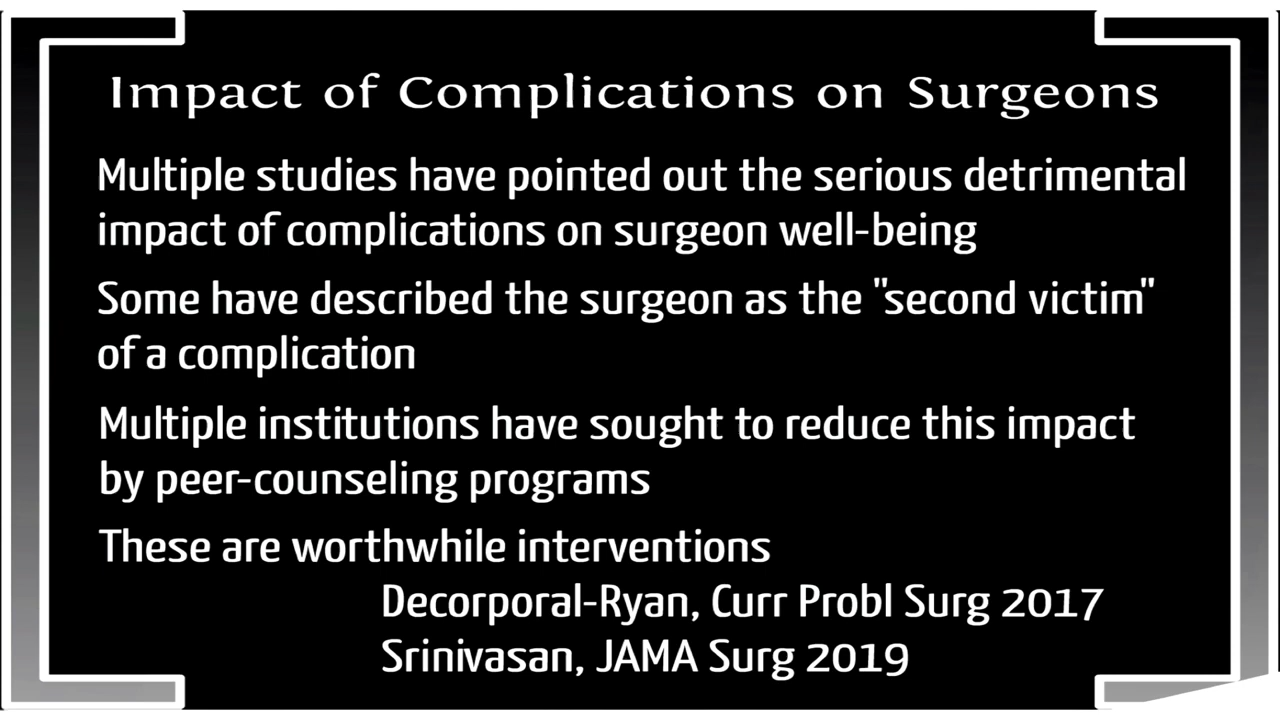 Impact of Complications on Surgeons
Multiple studies have pointed out the serious detrimental
impact of complications on surgeon well-being
Some have described the surgeon as the "second victim"
of a complication
Multiple institutions have sought to reduce this impact
by peer-counseling programs
These are worthwhile interventions
Decorporal-Ryan, Curr Probl Surg 2017
Srinivasan, JAMA Surg 2019